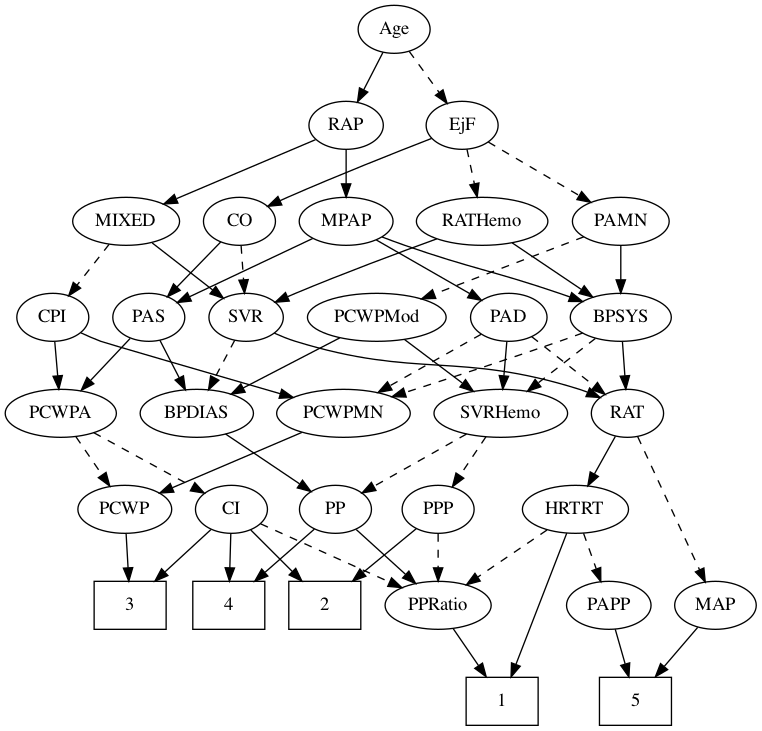 Age
RAP
EjF
MIXED
CO
MPAP
RATHemo
PAMN
CPI
PAS
SVR
PCWPMod
PAD
BPSYS
PCWPA
BPDIAS
PCWPMN
SVRHemo
RAT
PCWP
CI
PP
PPP
HRTRT
3
4
2
PPRatio
PAPP
MAP
1
5